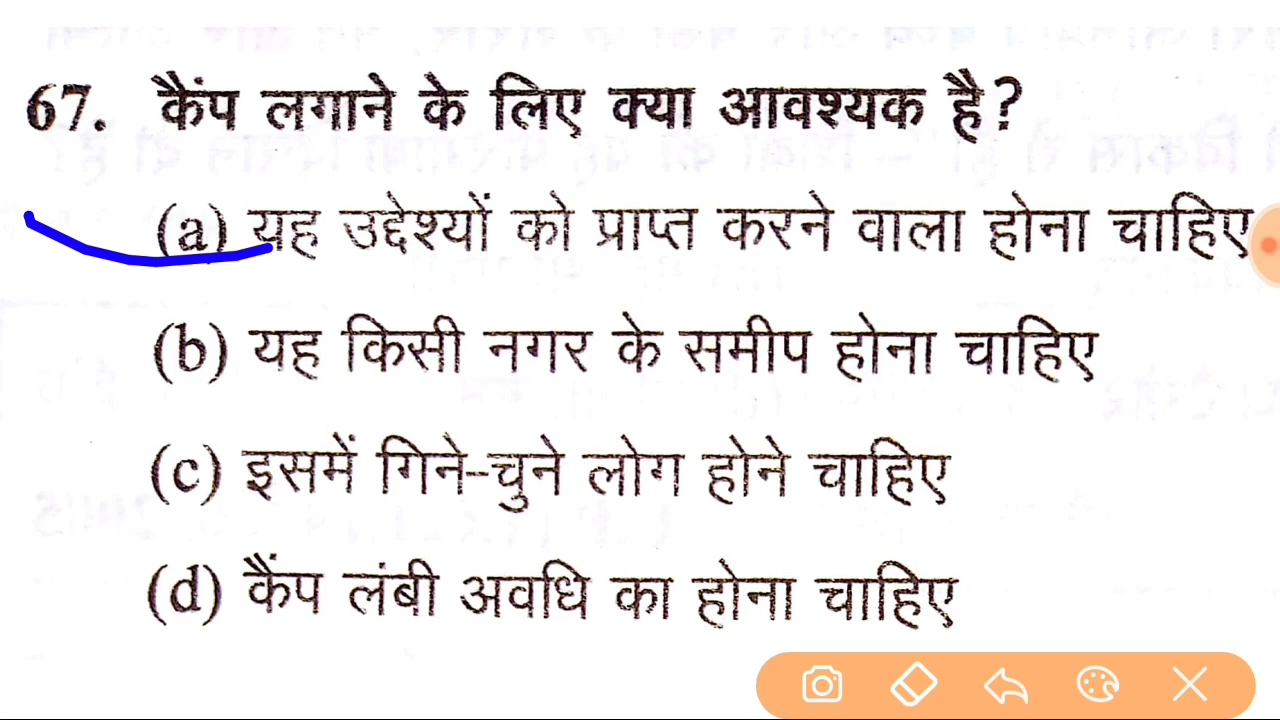 67. कैंप लगाने के लिए क्या आवश्यक है?
(a) यह उद्देश्यों को प्राप्त करने वाला होना चाहिए
(b) यह किसी नगर के समीप होना चाहिए
(c) इसमें गिने-चुने लोग होने चाहिए
(d) कैंप लंबी अवधि का होना चाहिए